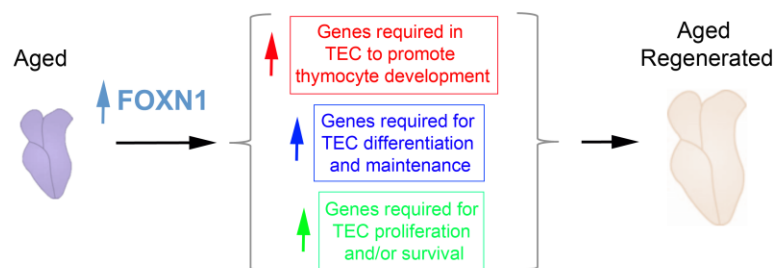 Aged
FOXN1
Genes required in
TEC to promote
thymocyte development
Genes required for
TEC differentiation
and maintenance
Genes required for
TEC proliferation
and/or survival
Aged
Regenerated